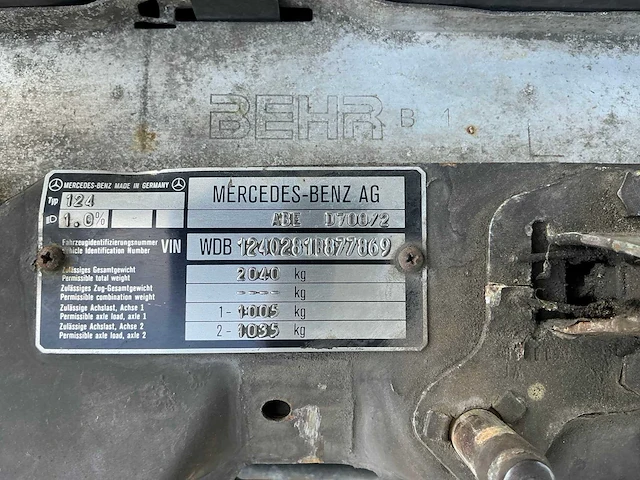 BEHR B 1
MERCEDES-BENZ MADE IN GERMANY
MERCEDES-BENZ AG
Typ 124
1.0% — —
ABE D700/2
Fahrzeugidentifizierungsnummer
Vehicle Identification Number VIN WDB 1240281B877869
Zulässiges Gesamtgewicht
Permissible total weight 2040 kg
Zulässiges Zug-Gesamtgewicht
Permissible combination weight ---- kg
Zulässige Achslast, Achse 1
Permissible axle load, axle 1 1- 1005 kg
Zulässige Achslast, Achse 2
Permissible axle load, axle 2 2- 1035 kg